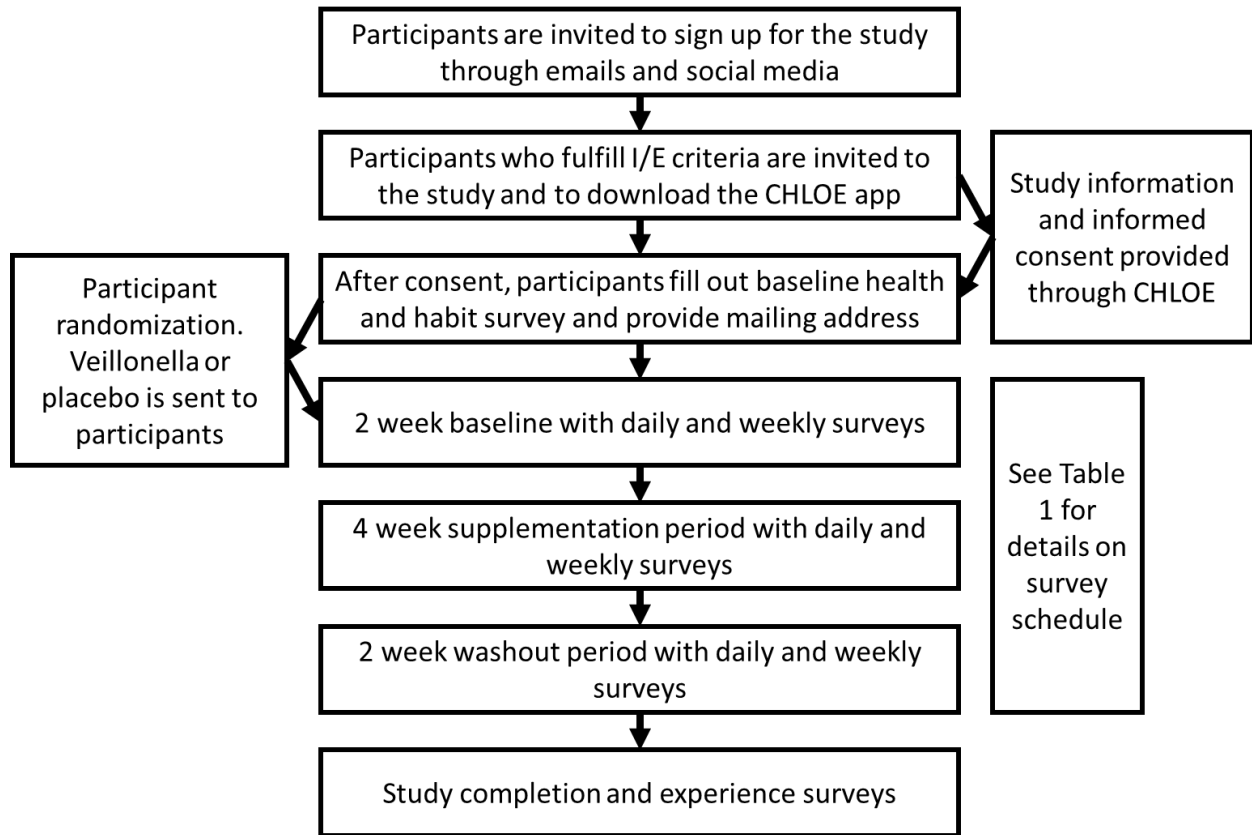 Participants are invited to sign up for the study
through emails and social media
Participants who fulfill I/E criteria are invited to
the study and to download the CHLOE app
Study information
and informed
consent provided
through CHLOE
After consent, participants fill out baseline health
and habit survey and provide mailing address
Participant
randomization.
Veillonella or
placebo is sent to
participants
2 week baseline with daily and weekly surveys
4 week supplementation period with daily and
weekly surveys
2 week washout period with daily and weekly
surveys
See Table
1 for
details on
survey
schedule
Study completion and experience surveys